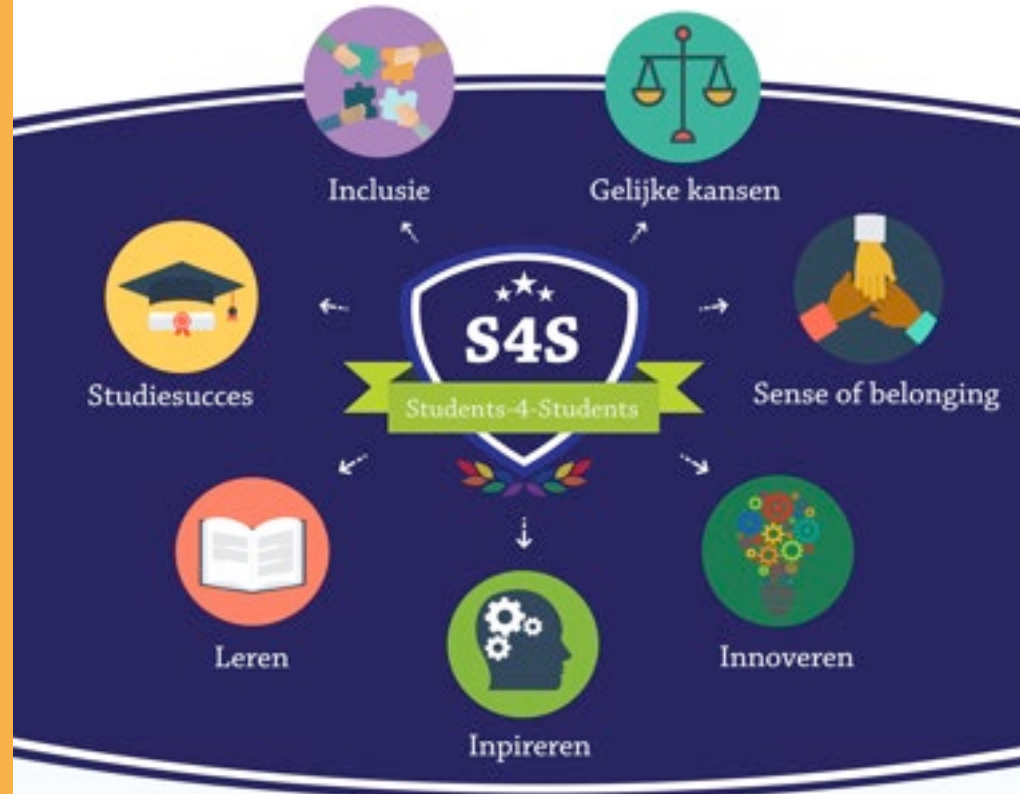 Inclusie
Gelijke kansen
S4S
Students-4-Students
Studiesucces
Sense of belonging
Leren
Innoveren
Inpireren